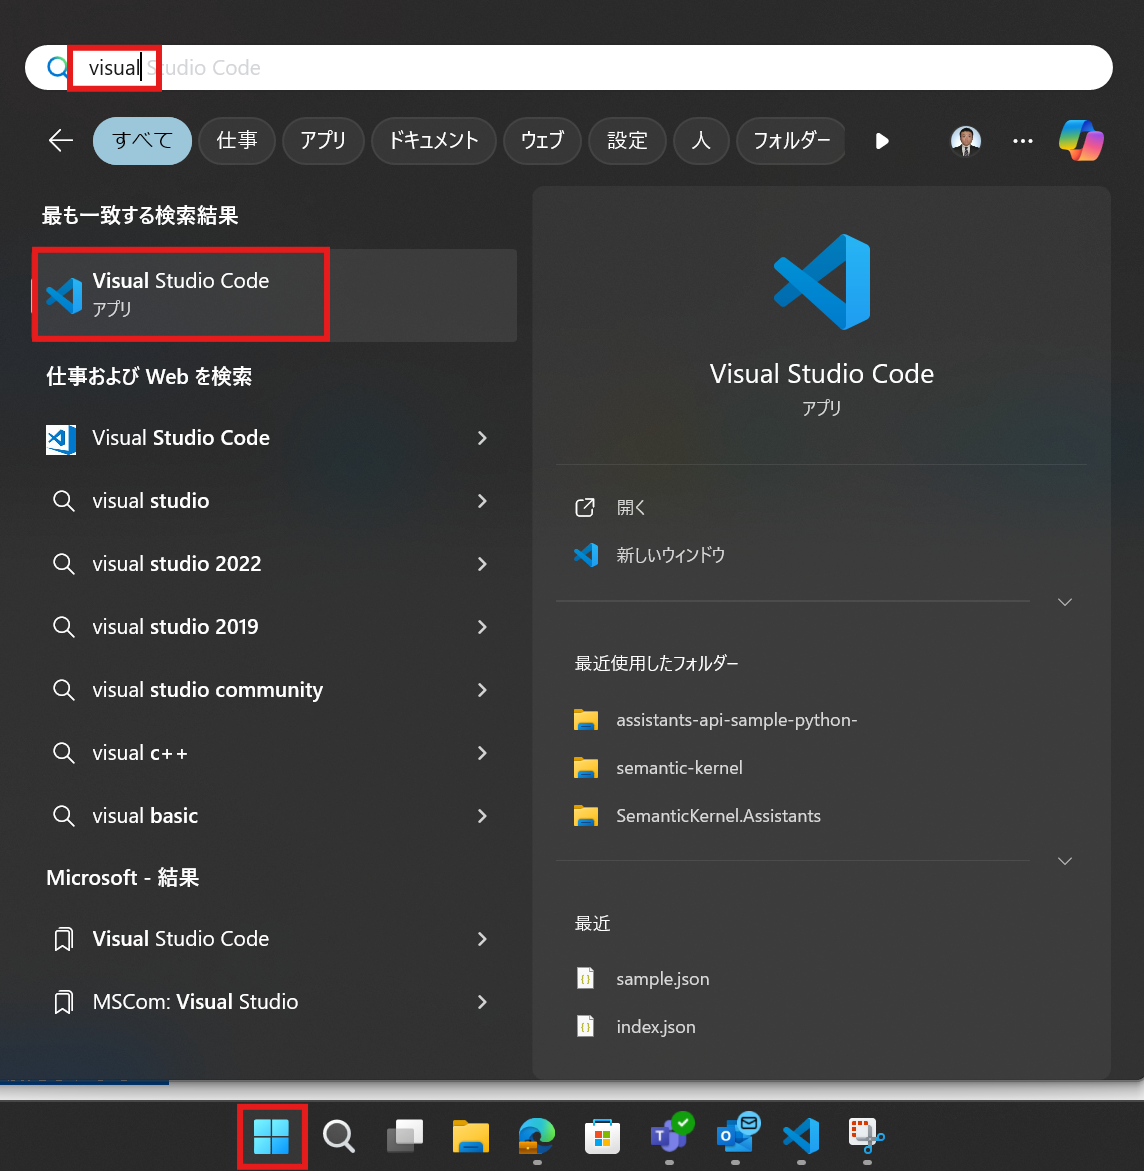 visual Studio Code
すべて 仕事 アプリ ドキュメント ウェブ 設定 人 フォルダー
最も一致する検索結果
Visual Studio Code
アプリ
仕事および Web を検索
Visual Studio Code
visual studio
visual studio 2022
visual studio 2019
visual studio community
visual c++
visual basic
Microsoft - 結果
Visual Studio Code
MSCom: Visual Studio
Visual Studio Code
アプリ
開く
新しいウィンドウ
最近使用したフォルダー
assistants-api-sample-python-
semantic-kernel
SemanticKernel.Assistants
最近
sample.json
index.json